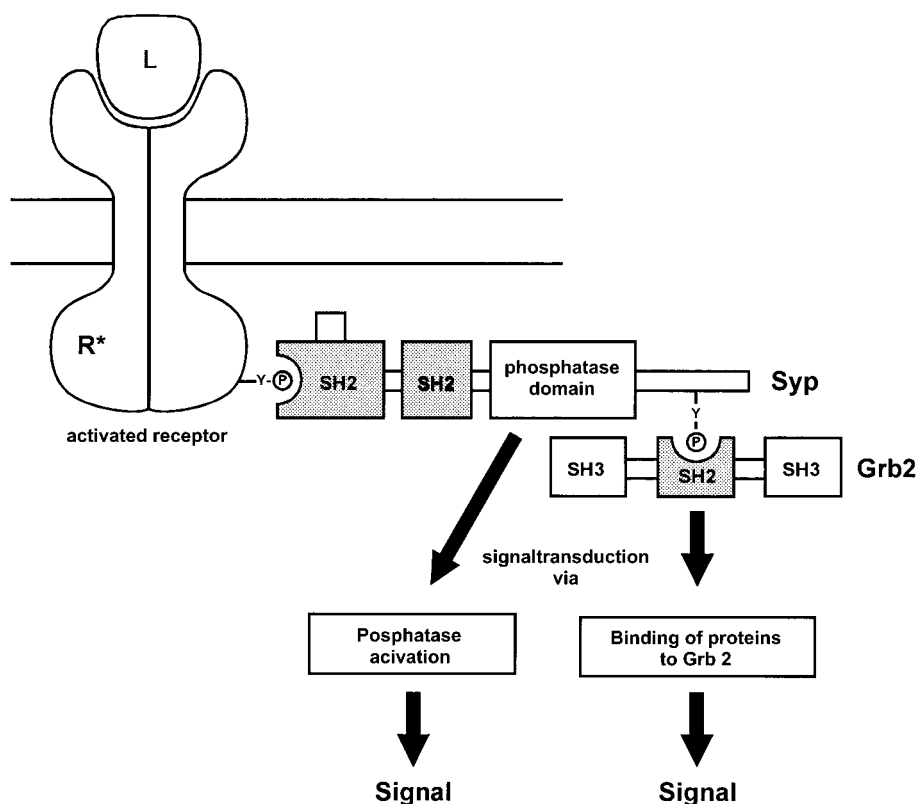 L
R*
activated receptor
Y-P
SH2
SH2
phosphatase
domain
Syp
Y
P
SH3
SH2
SH3
Grb2
signaltransduction
via
Posphatase
acivation
Binding of proteins
to Grb 2
Signal
Signal